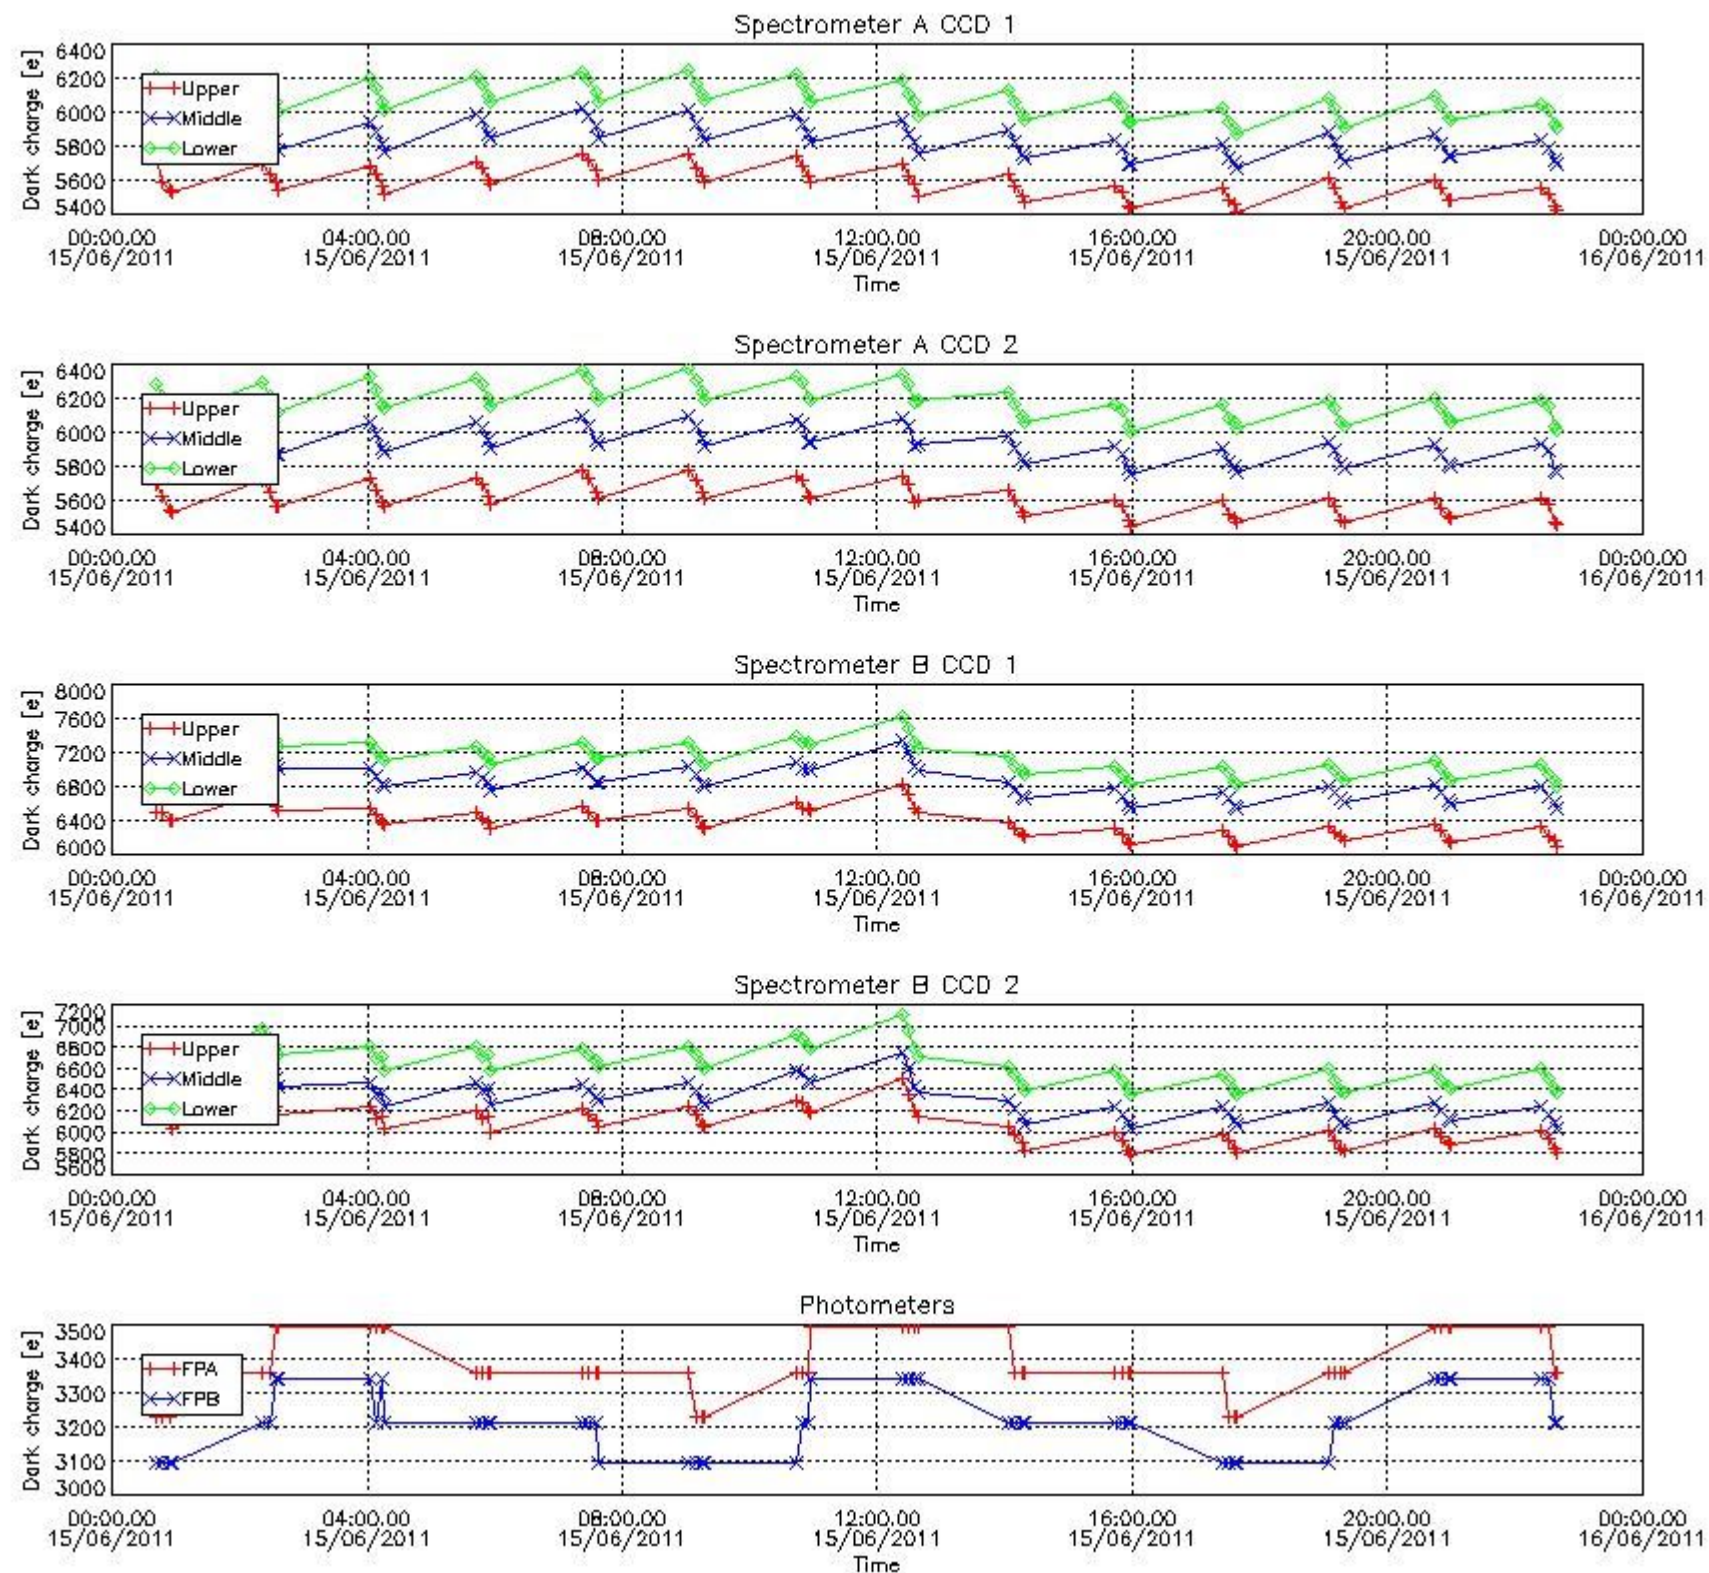 Spectrometer A CCD 1
Dark charge [e]
6400
6200
6000
5800
5600
5400
Upper
Middle
Lower
00:00.00 04:00.00 08:00.00 12:00.00 16:00.00 20:00.00 00:00.00
15/06/2011 15/06/2011 15/06/2011 15/06/2011 15/06/2011 15/06/2011 16/06/2011
Time
Spectrometer A CCD 2
Dark charge [e]
6400
6200
6000
5800
5600
5400
Upper
Middle
Lower
00:00.00 04:00.00 08:00.00 12:00.00 16:00.00 20:00.00 00:00.00
15/06/2011 15/06/2011 15/06/2011 15/06/2011 15/06/2011 15/06/2011 16/06/2011
Time
Spectrometer B CCD 1
Dark charge [e]
8000
7600
7200
6800
6400
6000
Upper
Middle
Lower
00:00.00 04:00.00 08:00.00 12:00.00 16:00.00 20:00.00 00:00.00
15/06/2011 15/06/2011 15/06/2011 15/06/2011 15/06/2011 15/06/2011 16/06/2011
Time
Spectrometer B CCD 2
Dark charge [e]
7200
7000
6800
6600
6400
6200
6000
5800
5600
Upper
Middle
Lower
00:00.00 04:00.00 08:00.00 12:00.00 16:00.00 20:00.00 00:00.00
15/06/2011 15/06/2011 15/06/2011 15/06/2011 15/06/2011 15/06/2011 16/06/2011
Time
Photometers
Dark charge [e]
3500
3400
3300
3200
3100
3000
FPA
FPB
00:00.00 04:00.00 08:00.00 12:00.00 16:00.00 20:00.00 00:00.00
15/06/2011 15/06/2011 15/06/2011 15/06/2011 15/06/2011 15/06/2011 16/06/2011
Time